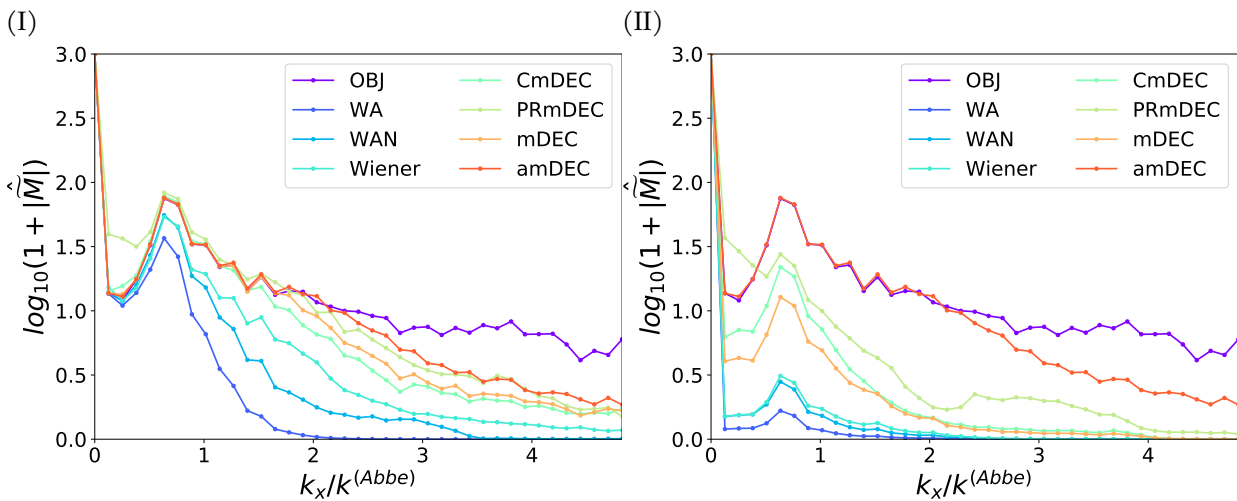 (I)
3.0
2.5
2.0
1.5
1.0
0.5
0.0
log₁₀(1 + |M̃̂|)
OBJ
WA
WAN
Wiener
CmDEC
PRmDEC
mDEC
amDEC
0 1 2 3 4
kₓ/k^(Abbe)
(II)
3.0
2.5
2.0
1.5
1.0
0.5
0.0
log₁₀(1 + |M̃̂|)
OBJ
WA
WAN
Wiener
CmDEC
PRmDEC
mDEC
amDEC
0 1 2 3 4
kₓ/k^(Abbe)